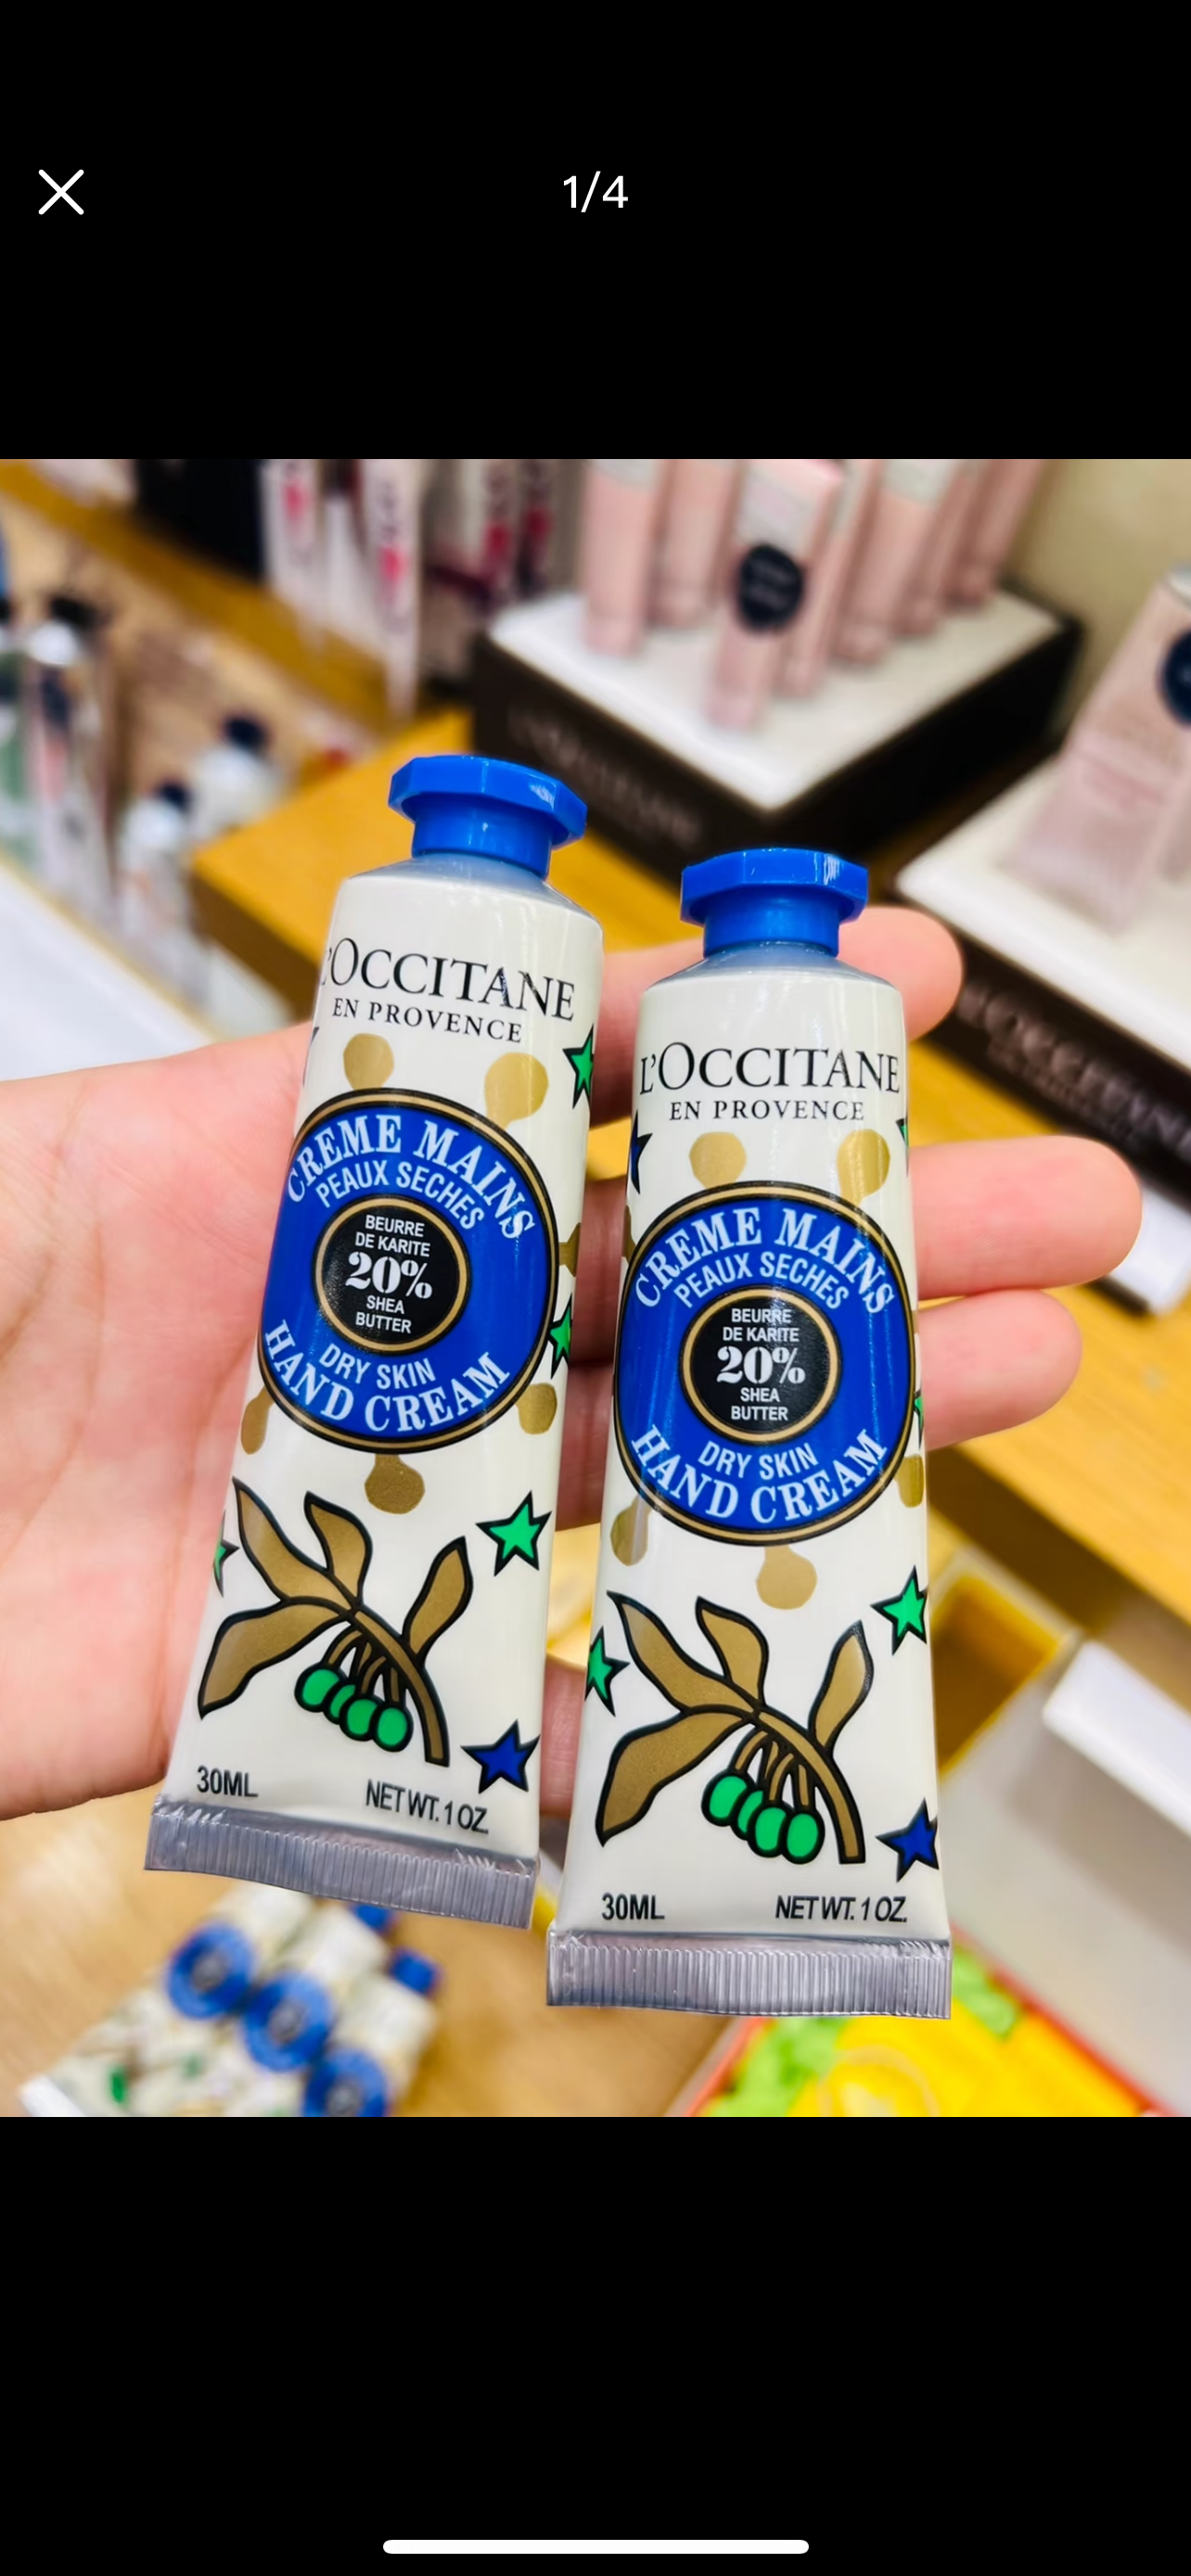 1/4
L'OCCITANE
EN PROVENCE
CREME MAINS
PEAUX SECHES
BEURRE
DE KARITE
20%
SHEA
BUTTER
DRY SKIN
HAND CREAM
30ML NET WT. 1 OZ.
L'OCCITANE
EN PROVENCE
CREME MAINS
PEAUX SECHES
BEURRE
DE KARITE
20%
SHEA
BUTTER
DRY SKIN
HAND CREAM
30ML NET WT. 1 OZ.
L'OCCITANE